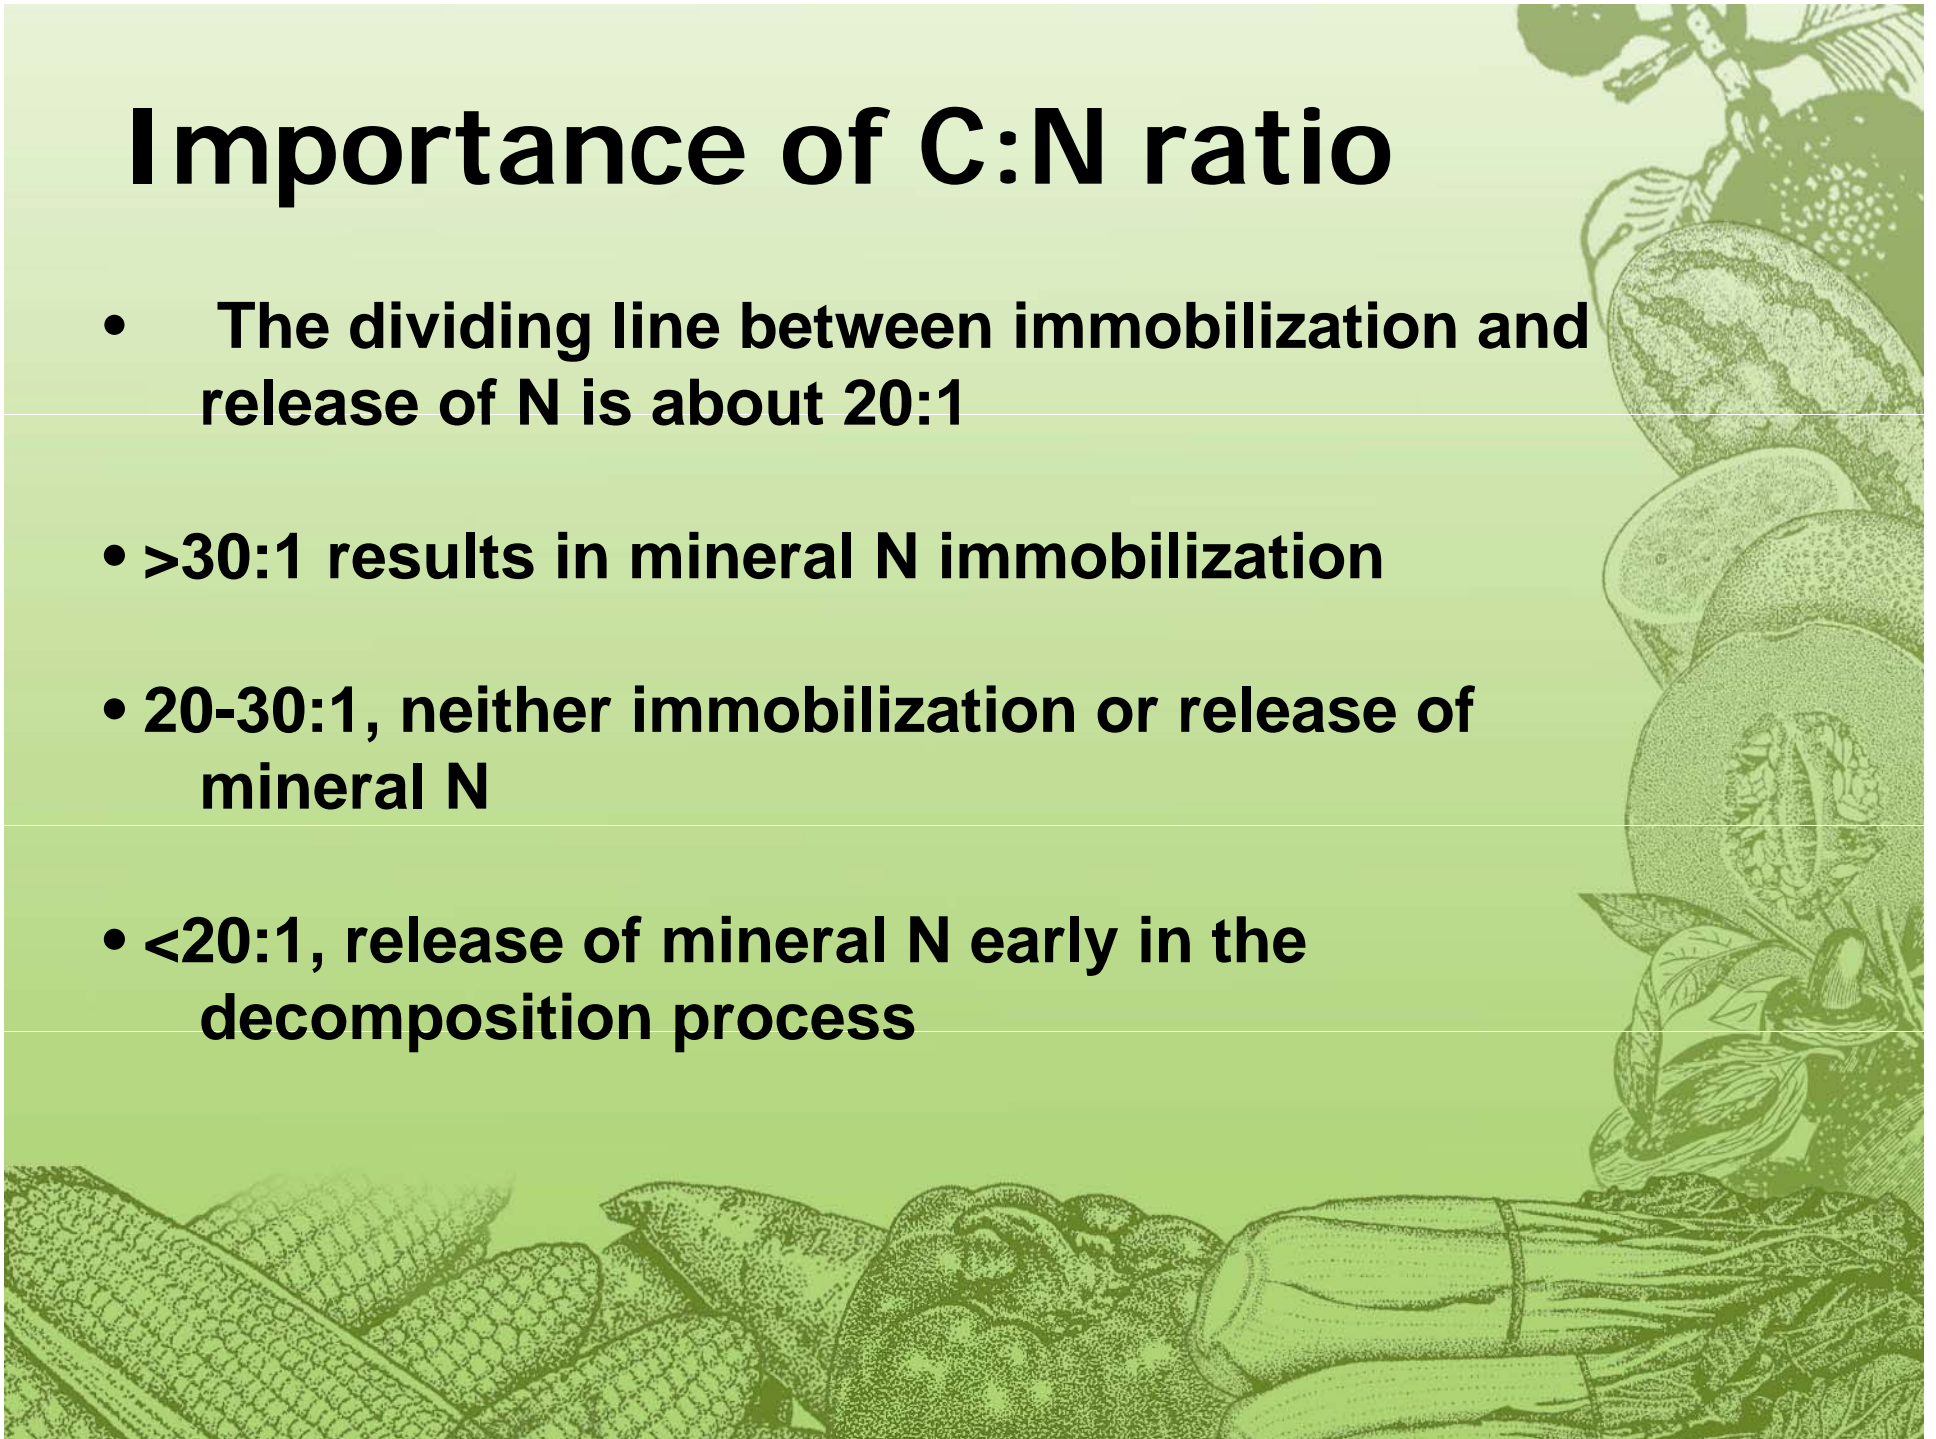 Importance of C:N ratio
• The dividing line between immobilization and
release of N is about 20:1
• >30:1 results in mineral N immobilization
• 20-30:1, neither immobilization or release of
mineral N
• <20:1, release of mineral N early in the
decomposition process